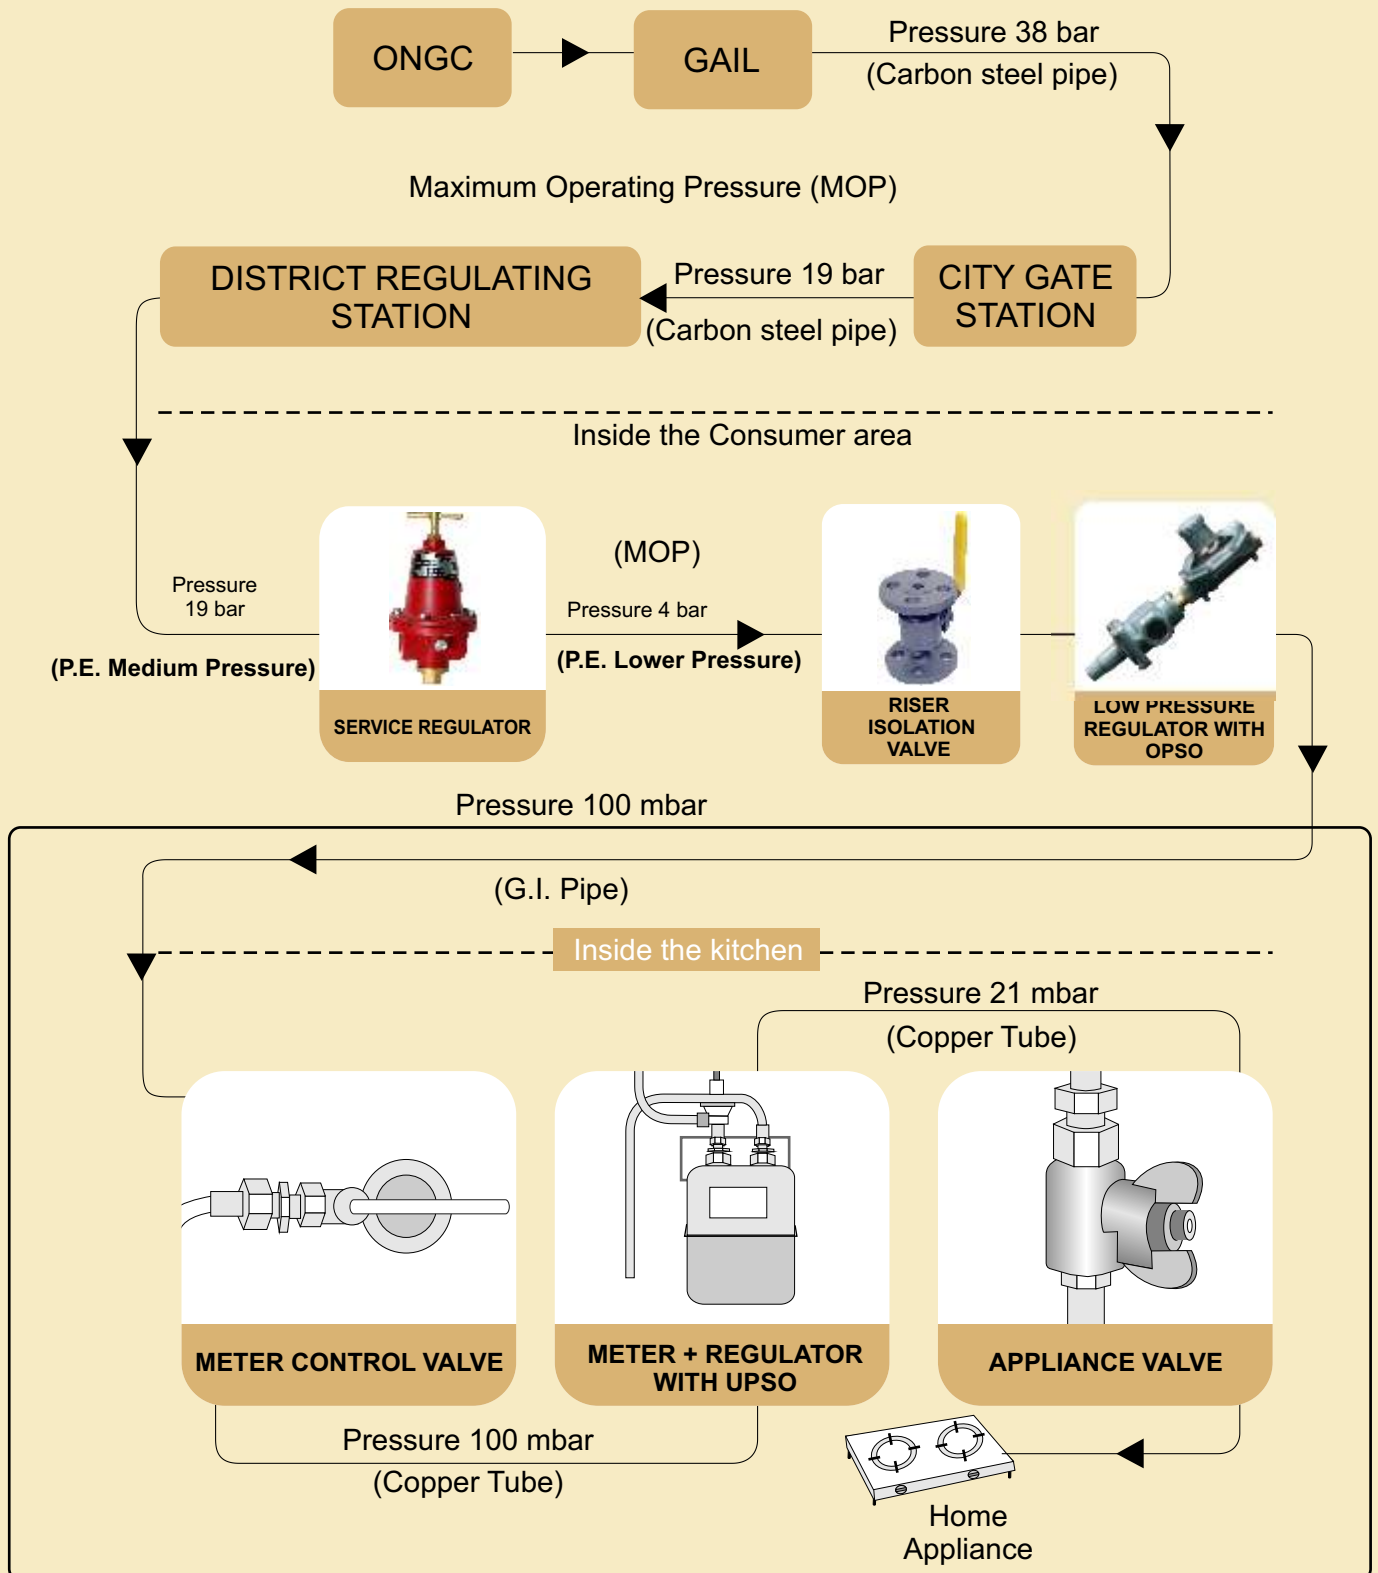 ONGC
GAIL
Pressure 38 bar
(Carbon steel pipe)
Maximum Operating Pressure (MOP)
DISTRICT REGULATING
STATION
Pressure 19 bar
(Carbon steel pipe)
CITY GATE
STATION
Inside the Consumer area
Pressure
19 bar
(P.E. Medium Pressure)
SERVICE REGULATOR
(MOP)
Pressure 4 bar
(P.E. Lower Pressure)
RISER
ISOLATION
VALVE
LOW PRESSURE
REGULATOR WITH
OPSO
Pressure 100 mbar
(G.I. Pipe)
Inside the kitchen
Pressure 21 mbar
(Copper Tube)
METER CONTROL VALVE
METER + REGULATOR
WITH UPSO
APPLIANCE VALVE
Pressure 100 mbar
(Copper Tube)
Home
Appliance